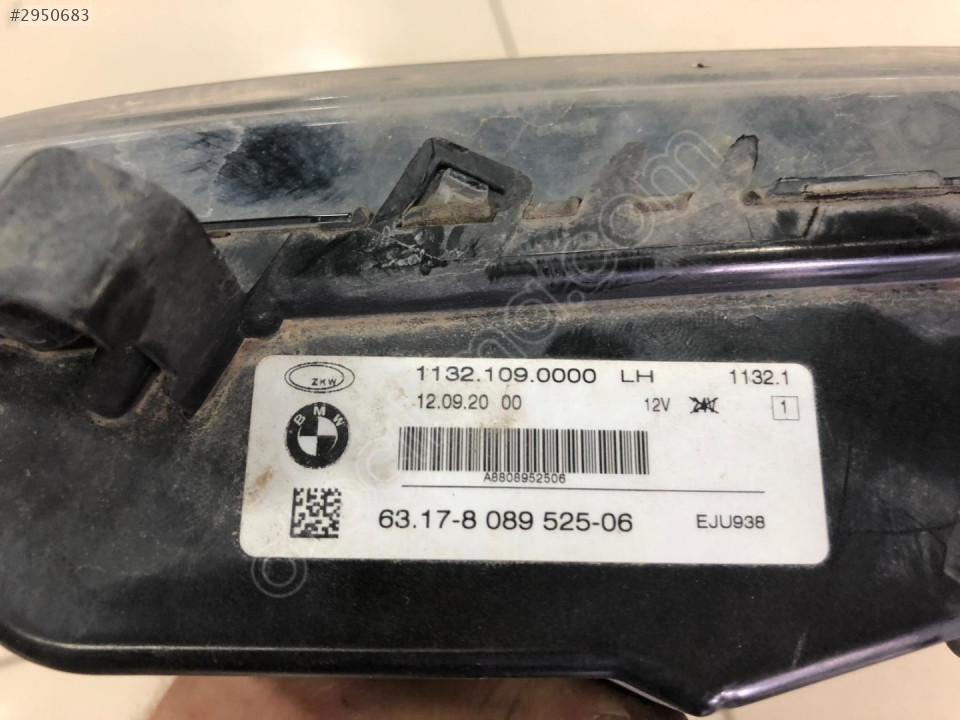 #2950683
ZKW
1132.109.0000 LH 1132.1
12.09.20 00 12V 24V 1
BMW
A8808952506
63.17-8 089 525-06 EJU938